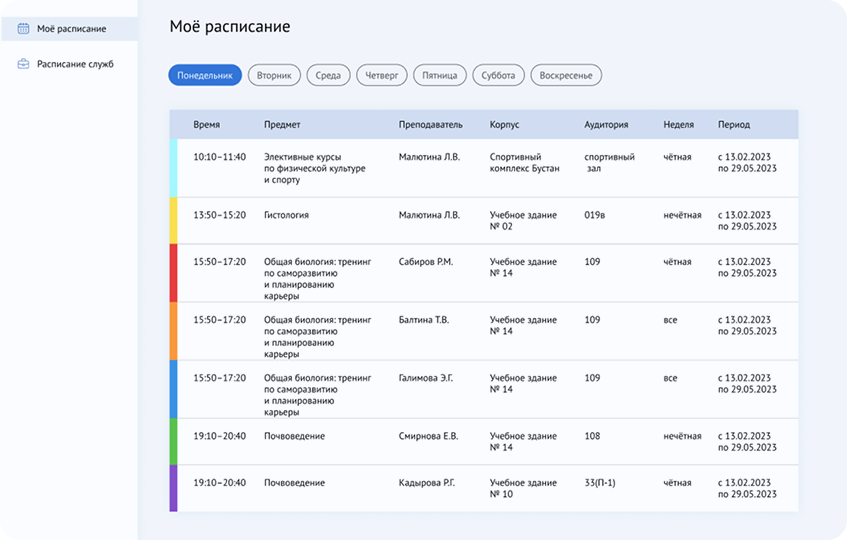 Моё расписание
Расписание служб
Моё расписание
Понедельник Вторник Среда Четверг Пятница Суббота Воскресенье
Время Предмет Преподаватель Корпус Аудитория Неделя Период
10:10–11:40 Элективные курсы Малютина Л.В. Спортивный спортивный чётная с 13.02.2023
по физической культуре комплекс Бустан зал по 29.05.2023
и спорту
13:50–15:20 Гистология Малютина Л.В. Учебное здание 019в нечётная с 13.02.2023
№ 02 по 29.05.2023
15:50–17:20 Общая биология: тренинг Сабиров Р.М. Учебное здание 109 чётная с 13.02.2023
по саморазвитию № 14 по 29.05.2023
и планированию
карьеры
15:50–17:20 Общая биология: тренинг Балтина Т.В. Учебное здание 109 все с 13.02.2023
по саморазвитию № 14 по 29.05.2023
и планированию
карьеры
15:50–17:20 Общая биология: тренинг Галимова Э.Г. Учебное здание 109 все с 13.02.2023
по саморазвитию № 14 по 29.05.2023
и планированию
карьеры
19:10–20:40 Почвоведение Смирнова Е.В. Учебное здание 108 нечётная с 13.02.2023
№ 14 по 29.05.2023
19:10–20:40 Почвоведение Кадырова Р.Г. Учебное здание 33(П-1) чётная с 13.02.2023
№ 10 по 29.05.2023